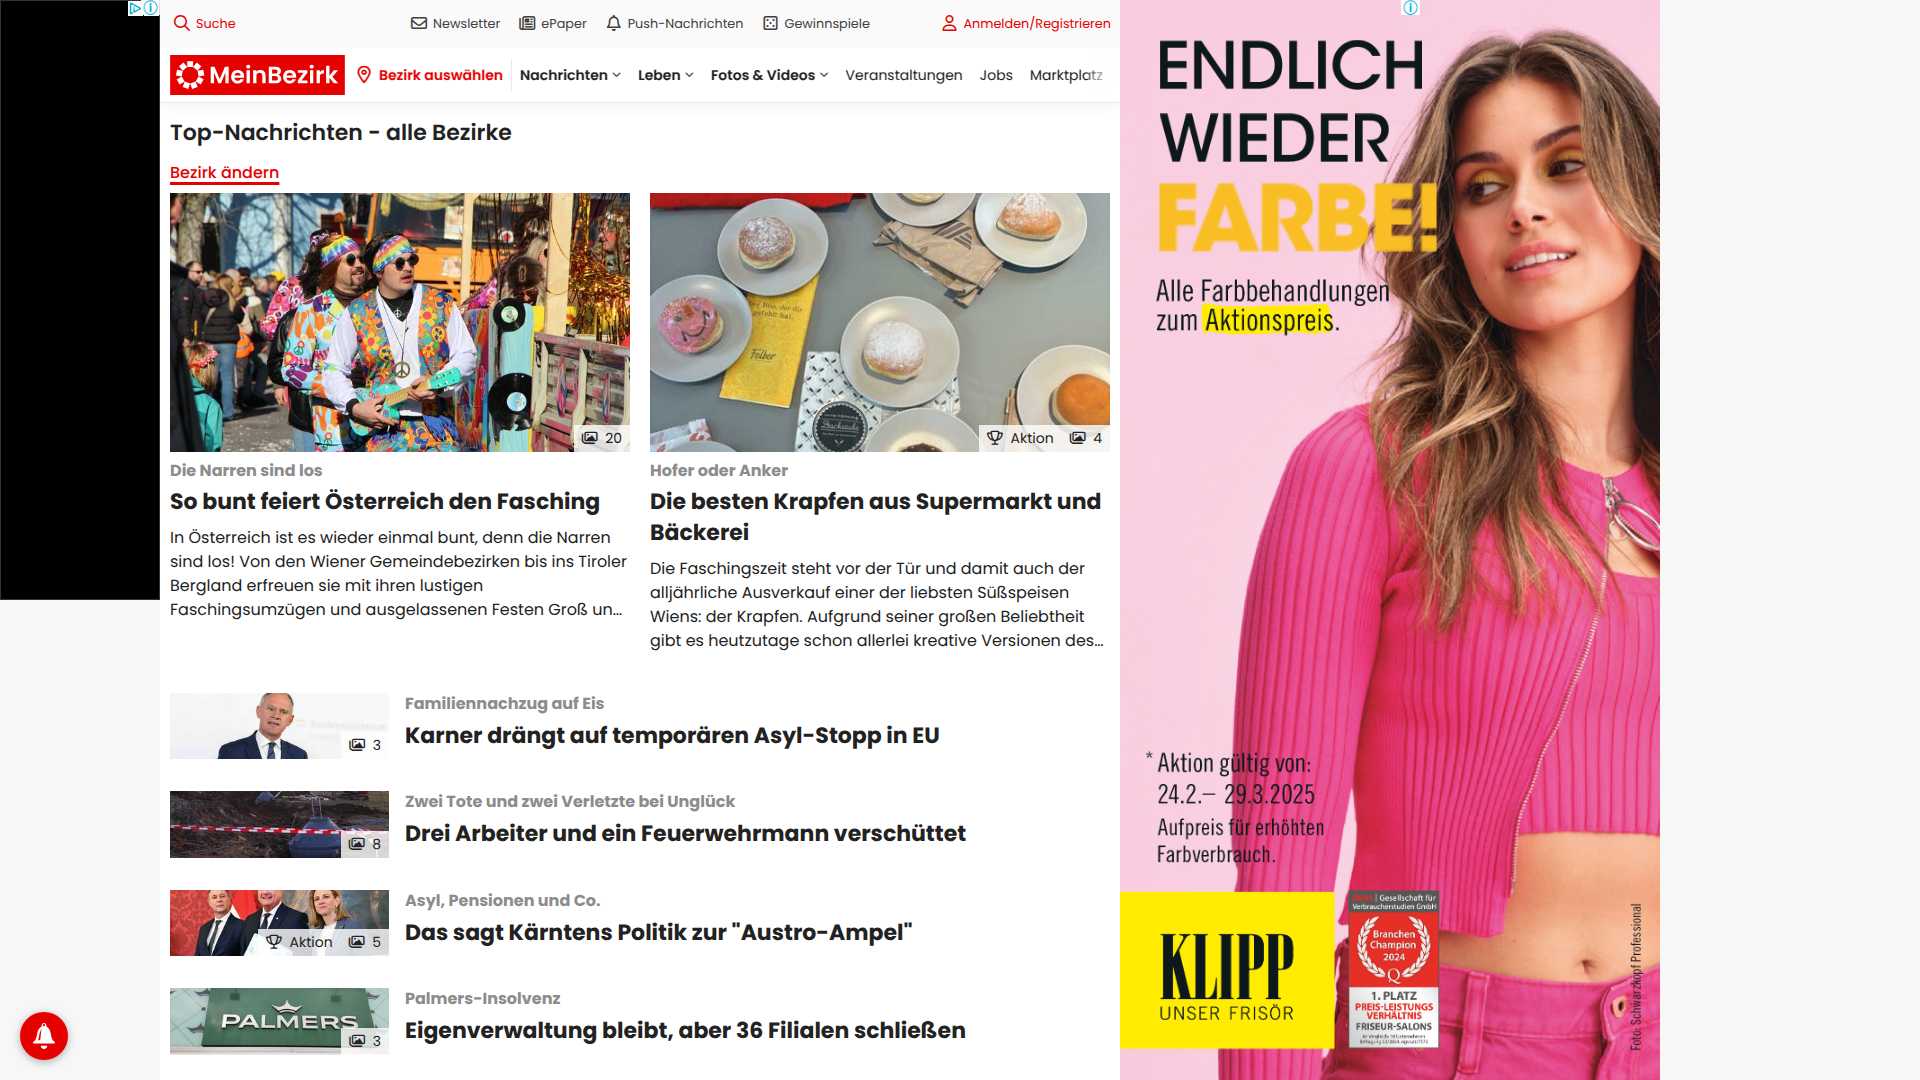 Suche
Newsletter
ePaper
Push-Nachrichten
Gewinnspiele
Anmelden/Registrieren
MeinBezirk
Bezirk auswählen
Nachrichten
Leben
Fotos & Videos
Veranstaltungen
Jobs
Marktplatz
Top-Nachrichten - alle Bezirke
Bezirk ändern
20
Die Narren sind los
So bunt feiert Österreich den Fasching
In Österreich ist es wieder einmal bunt, denn die Narren
sind los! Von den Wiener Gemeindebezirken bis ins Tiroler
Bergland erfreuen sie mit ihren lustigen
Faschingsumzügen und ausgelassenen Festen Groß un...
Felber
Aktion
4
Hofer oder Anker
Die besten Krapfen aus Supermarkt und
Bäckerei
Die Faschingszeit steht vor der Tür und damit auch der
alljährliche Ausverkauf einer der liebsten Süßspeisen
Wiens: der Krapfen. Aufgrund seiner großen Beliebtheit
gibt es heutzutage schon allerlei kreative Versionen des...
3
Familiennachzug auf Eis
Karner drängt auf temporären Asyl-Stopp in EU
8
Zwei Tote und zwei Verletzte bei Unglück
Drei Arbeiter und ein Feuerwehrmann verschüttet
Aktion
5
Asyl, Pensionen und Co.
Das sagt Kärntens Politik zur "Austro-Ampel"
PALMERS
3
Palmers-Insolvenz
Eigenverwaltung bleibt, aber 36 Filialen schließen
ENDLICH
WIEDER
FARBE!
Alle Farbbehandlungen
zum Aktionspreis.
* Aktion gültig von:
24.2.– 29.3.2025
Aufpreis für erhöhten
Farbverbrauch.
KLIPP
UNSER FRISÖR
Gesellschaft für
Verbraucherstudien GmbH
Branchen
Champion
2024
1. PLATZ
PREIS-LEISTUNGS
VERHÄLTNIS
FRISEUR-SALONS
Foto: Schwarzkopf Professional